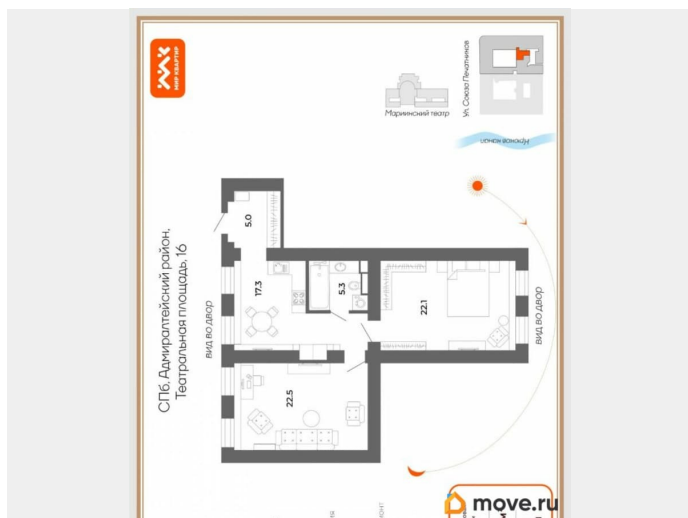 МИР КВАРТИР
СПб, Адмиралтейский район,
Театральная площадь, 16
Мариинский театр
Ул. Союза Печатников
Крюков канал
вид во двор
5.0
17.3
5.3
22.1
22.5
вид во двор
move.ru